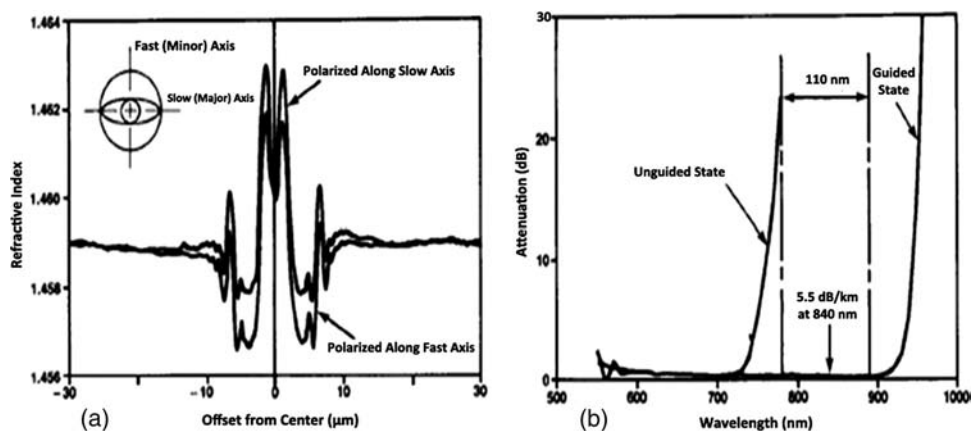 1.464
1.462
1.460
1.458
1.456
Refractive Index
Fast (Minor) Axis
Slow (Major) Axis
Polarized Along Slow Axis
Polarized Along Fast Axis
-30
-10
0
10
30
(a)
Offset from Center (µm)
30
20
10
0
Attenuation (dB)
110 nm
Guided
State
Unguided State
5.5 dB/km
at 840 nm
500
600
700
800
900
1000
(b)
Wavelength (nm)